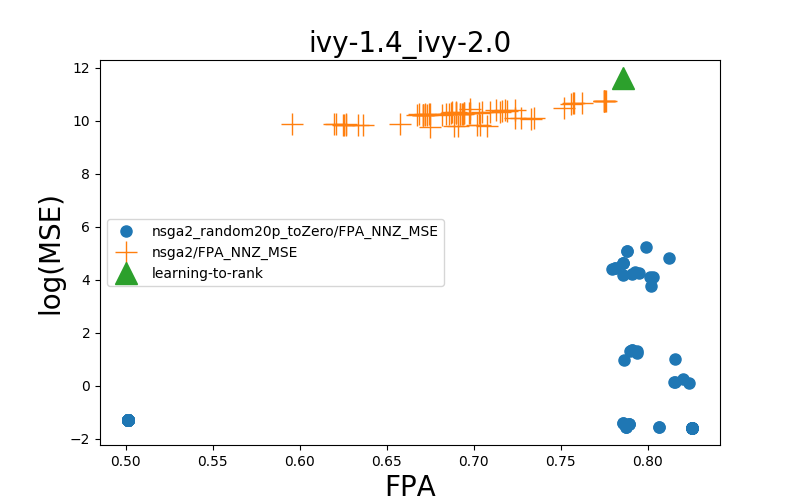 ivy-1.4_ivy-2.0
log(MSE)
12
10
8
6
4
2
0
−2
nsga2_random20p_toZero/FPA_NNZ_MSE
nsga2/FPA_NNZ_MSE
learning-to-rank
0.50 0.55 0.60 0.65 0.70 0.75 0.80
FPA